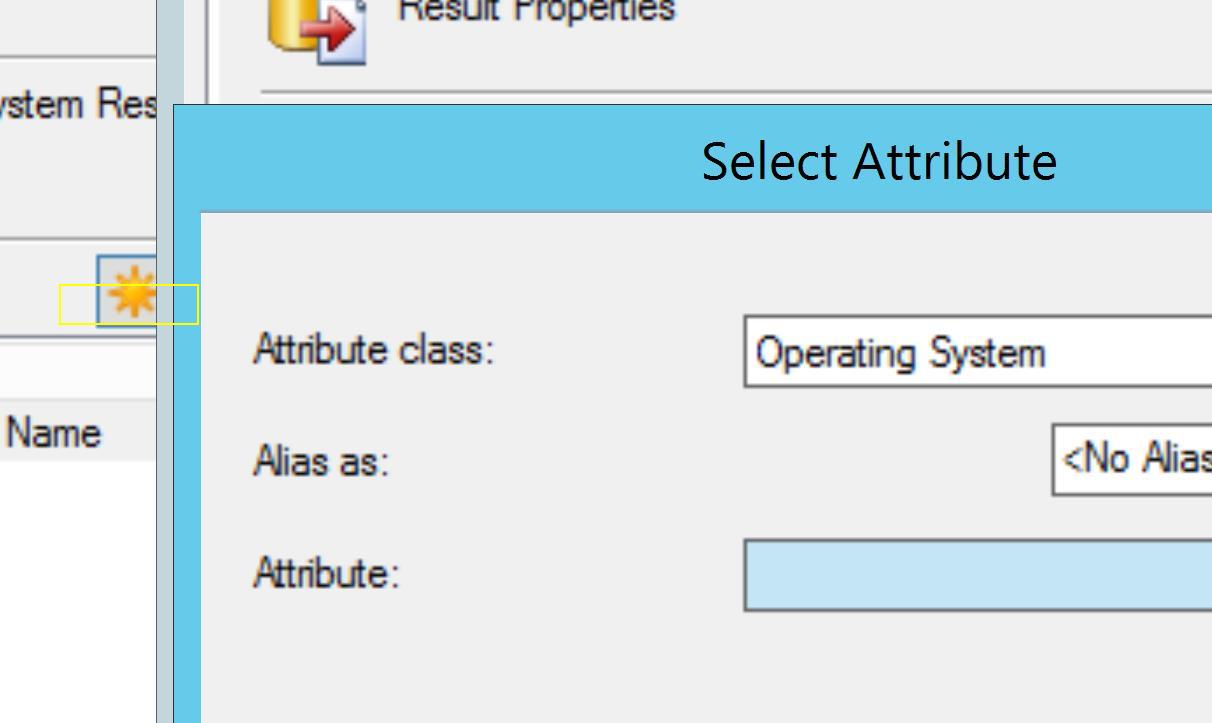 Result Properties
ystem Res
Select Attribute
Attribute class:
Operating System
Alias as:
<No Alias
Attribute:
Name